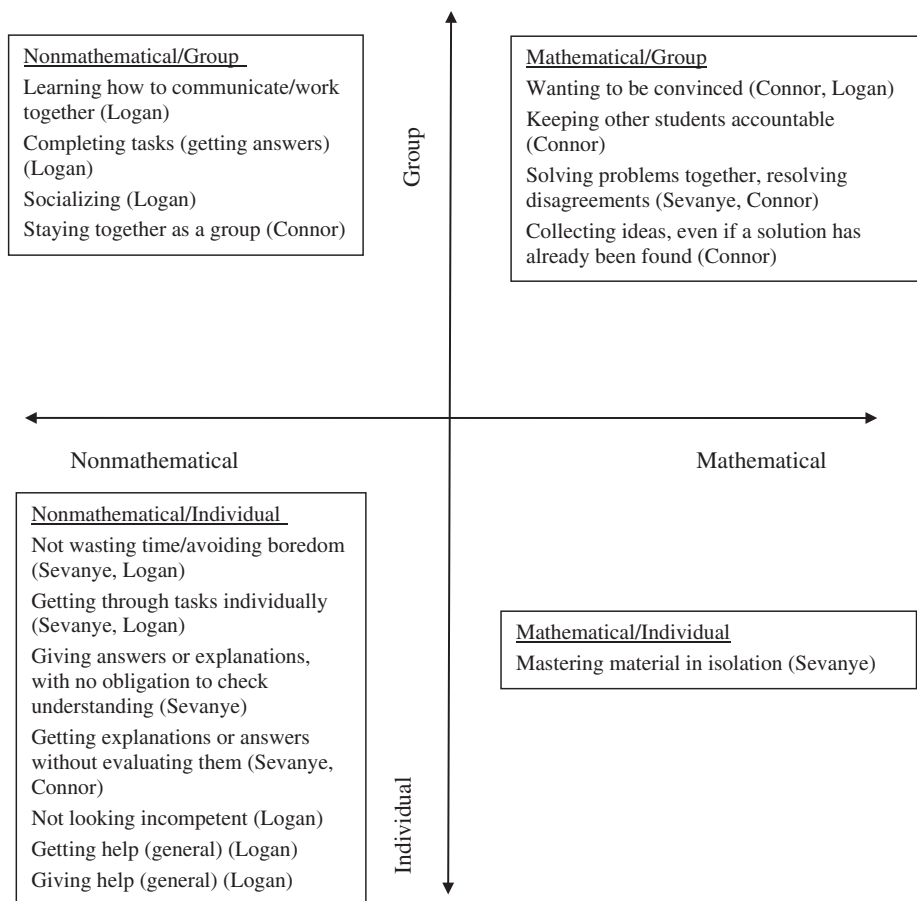 Nonmathematical/Group
Learning how to communicate/work
together (Logan)
Completing tasks (getting answers)
(Logan)
Socializing (Logan)
Staying together as a group (Connor)
Group
Mathematical/Group
Wanting to be convinced (Connor, Logan)
Keeping other students accountable
(Connor)
Solving problems together, resolving
disagreements (Sevanye, Connor)
Collecting ideas, even if a solution has
already been found (Connor)
Nonmathematical
Mathematical
Nonmathematical/Individual
Not wasting time/avoiding boredom
(Sevanye, Logan)
Getting through tasks individually
(Sevanye, Logan)
Giving answers or explanations,
with no obligation to check
understanding (Sevanye)
Getting explanations or answers
without evaluating them (Sevanye,
Connor)
Not looking incompetent (Logan)
Getting help (general) (Logan)
Giving help (general) (Logan)
Individual
Mathematical/Individual
Mastering material in isolation (Sevanye)